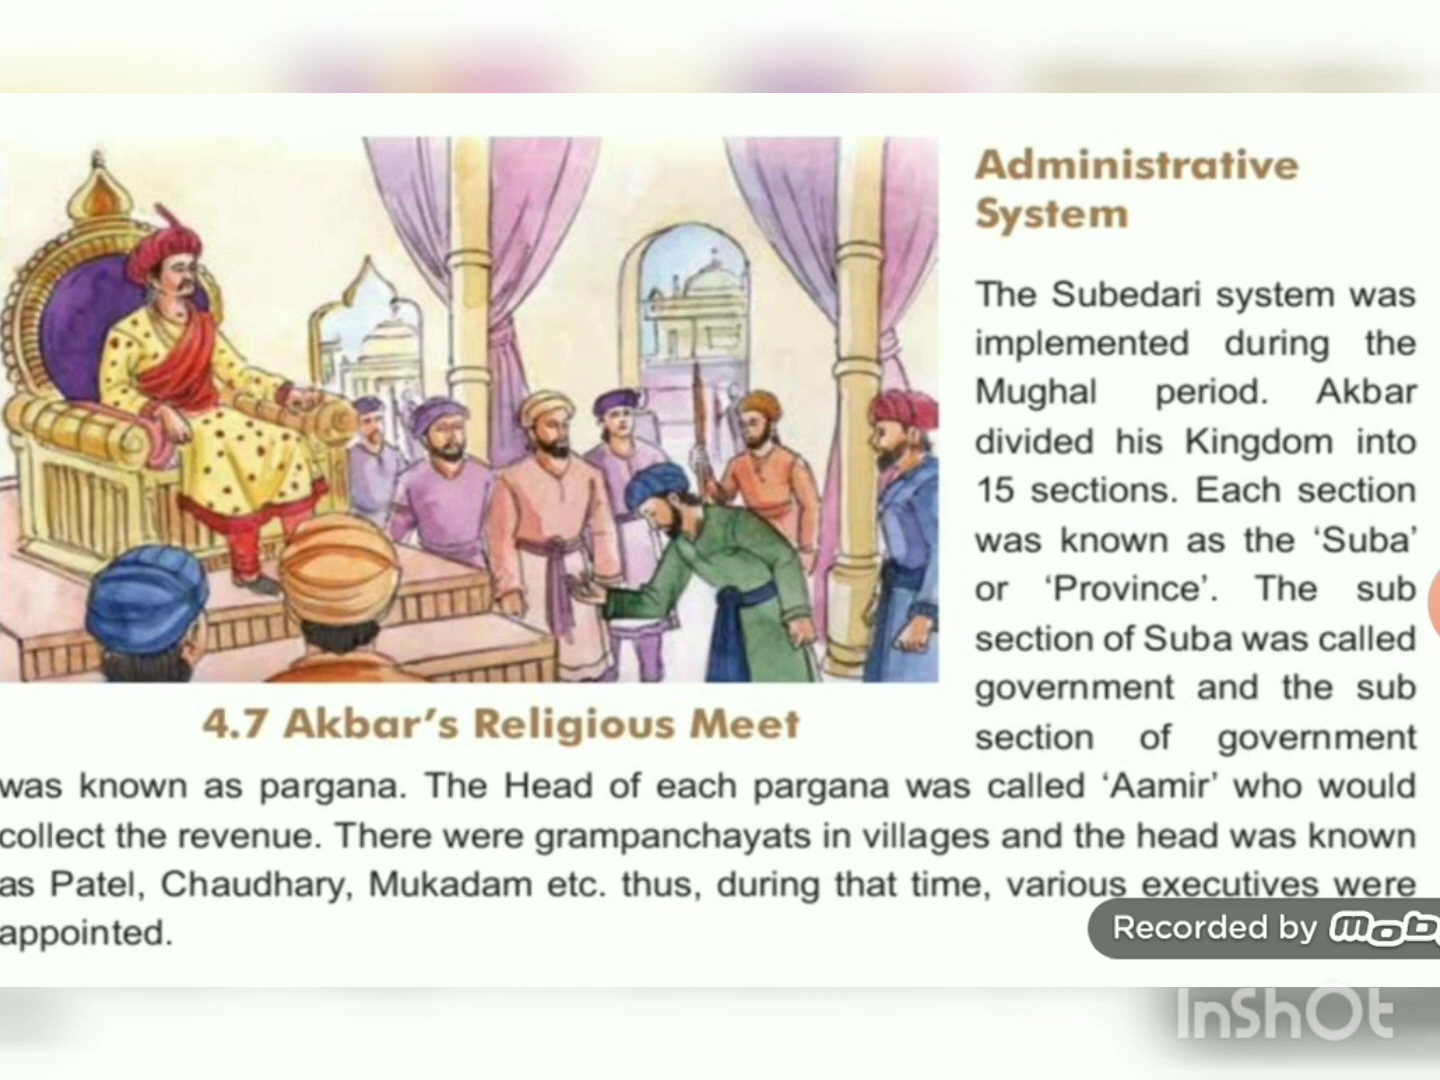 Administrative
System
The Subedari system was
implemented during the
Mughal period. Akbar
divided his Kingdom into
15 sections. Each section
was known as the ‘Suba’
or ‘Province’. The sub
section of Suba was called
government and the sub
section of government
4.7 Akbar’s Religious Meet
was known as pargana. The Head of each pargana was called ‘Aamir’ who would
collect the revenue. There were grampanchayats in villages and the head was known
as Patel, Chaudhary, Mukadam etc. thus, during that time, various executives were
appointed.
Recorded by
InShOt